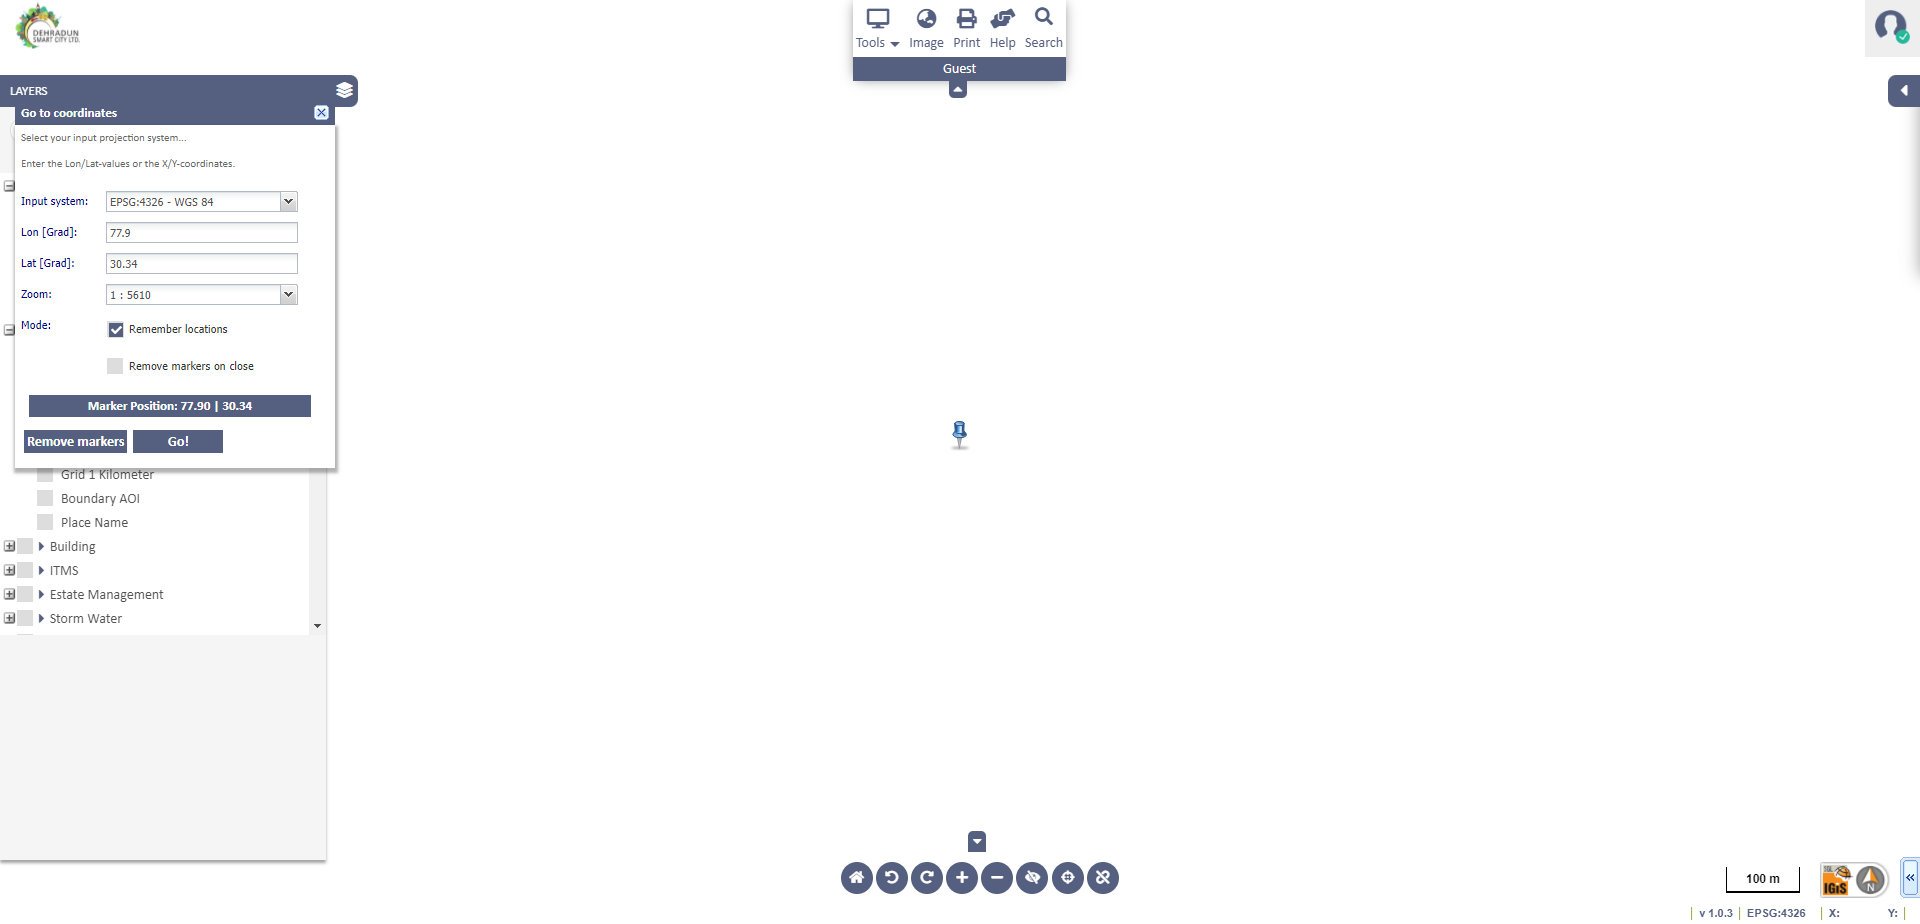 DEHRADUN
SMART CITY LTD.
Tools
Image
Print
Help
Search
Guest
LAYERS
Go to coordinates
Select your input projection system...
Enter the Lon/Lat-values or the X/Y-coordinates.
Input system:
EPSG:4326 - WGS 84
Lon [Grad]:
77.9
Lat [Grad]:
30.34
Zoom:
1 : 5610
Mode:
Remember locations
Remove markers on close
Marker Position: 77.90 | 30.34
Remove markers
Go!
Grid 1 Kilometer
Boundary AOI
Place Name
Building
ITMS
Estate Management
Storm Water
100 m
IGiS
N
v 1.0.3
EPSG:4326
X:
Y: